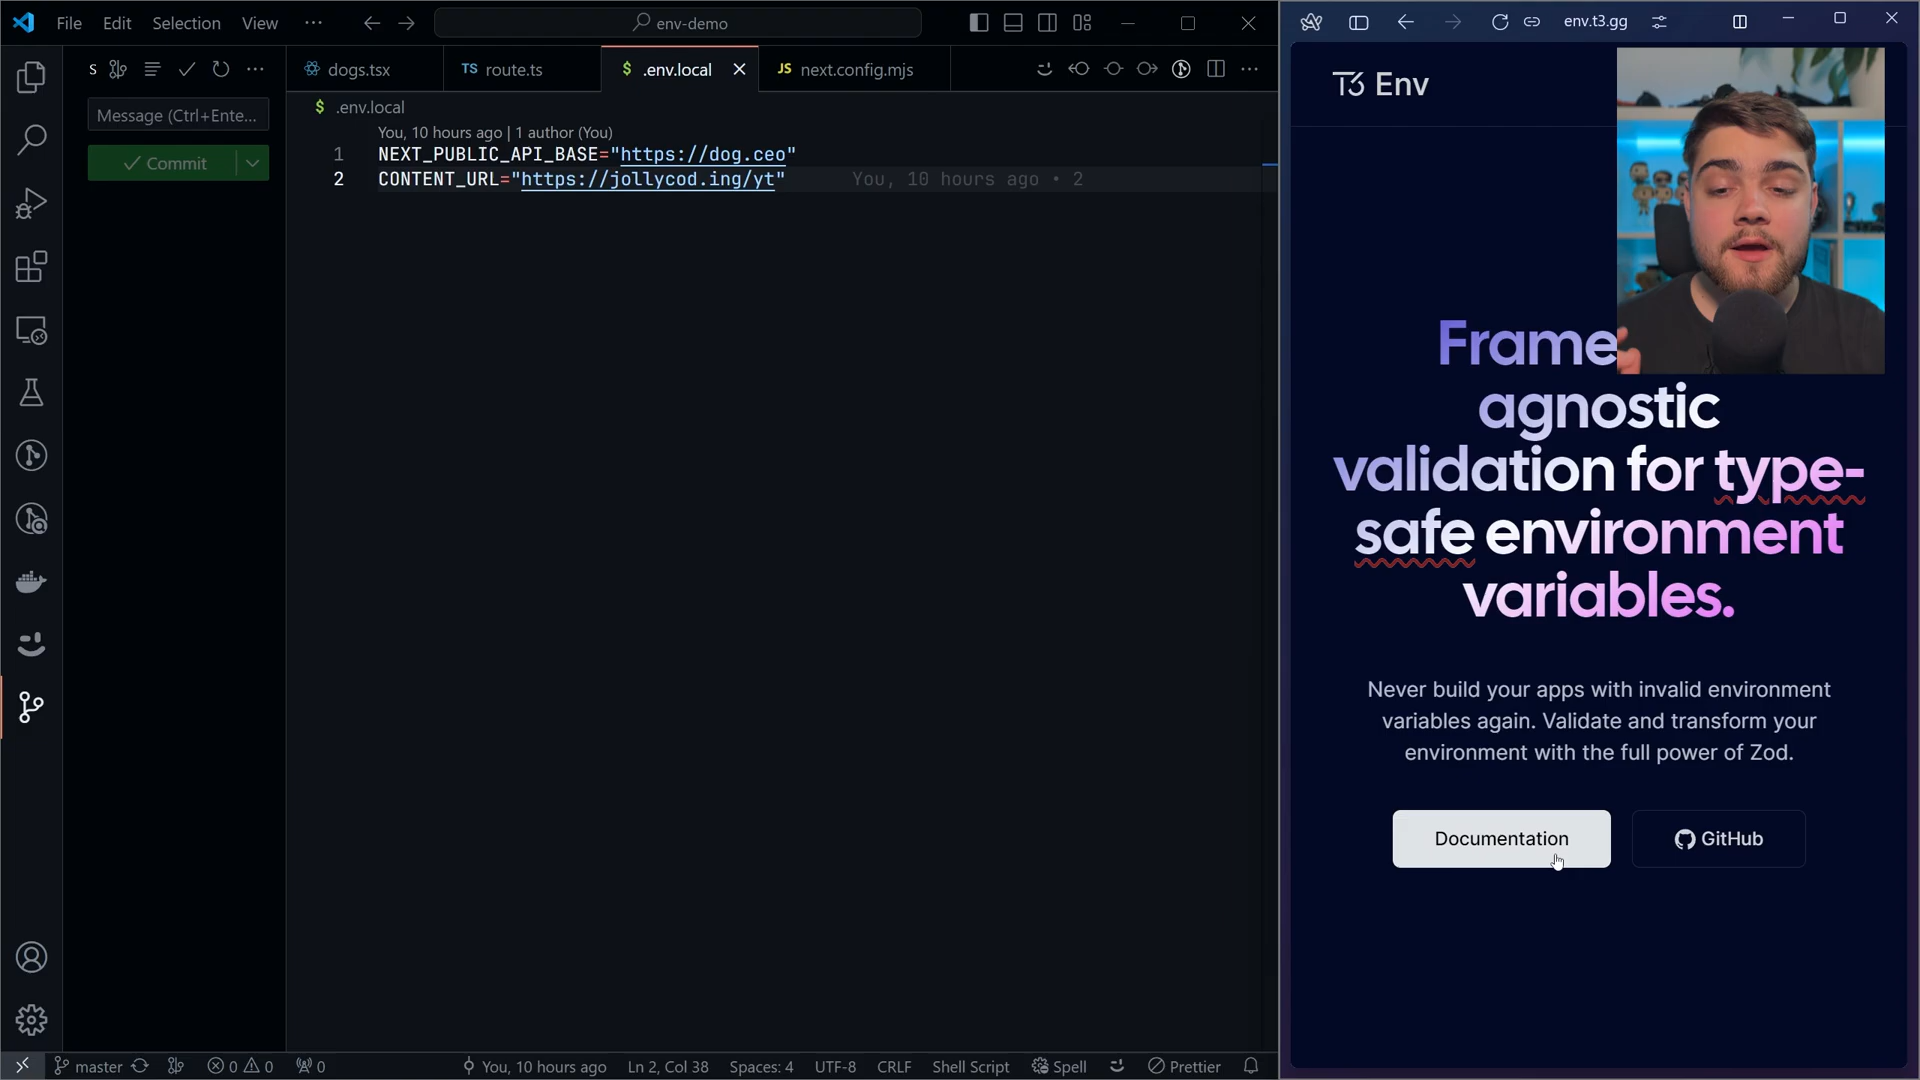 File Edit Selection View
env-demo
env.t3.gg
S
dogs.tsx
TS route.ts
$ .env.local
JS next.config.mjs
T3 Env
Message (Ctrl+Ente...
Commit
$ .env.local
You, 10 hours ago | 1 author (You)
1 NEXT_PUBLIC_API_BASE="https://dog.ceo"
2 CONTENT_URL="https://jollycod.ing/yt" You, 10 hours ago • 2
Frame
agnostic
validation for type-
safe environment
variables.
Never build your apps with invalid environment
variables again. Validate and transform your
environment with the full power of Zod.
Documentation
GitHub
master 0 0 0 You, 10 hours ago Ln 2, Col 38 Spaces: 4 UTF-8 CRLF Shell Script Spell Prettier